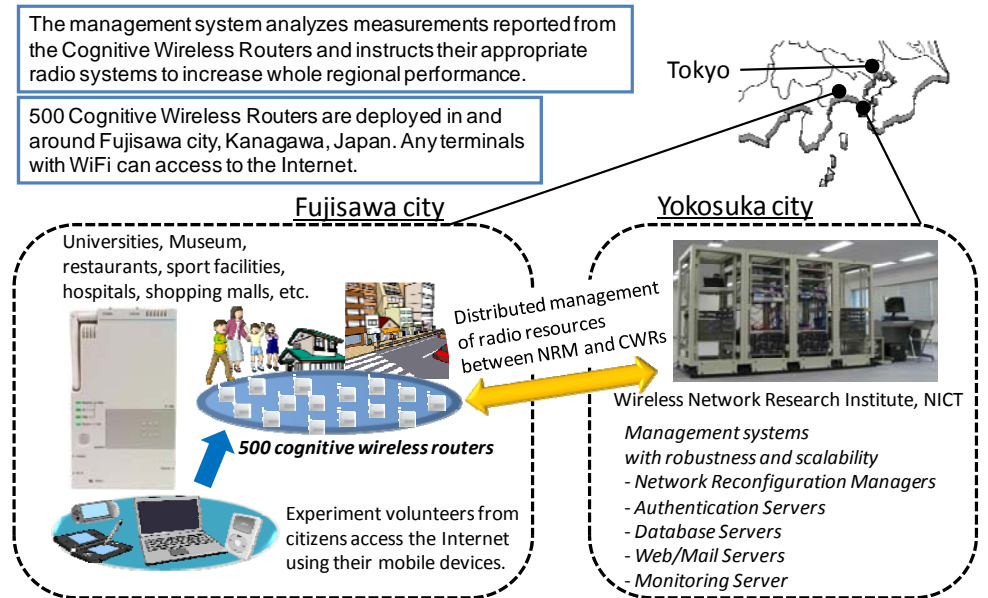 The management system analyzes measurements reported from
the Cognitive Wireless Routers and instructs their appropriate
radio systems to increase whole regional performance.
500 Cognitive Wireless Routers are deployed in and
around Fujisawa city, Kanagawa, Japan. Any terminals
with WiFi can access to the Internet.
Tokyo
Fujisawa city
Yokosuka city
Universities, Museum,
restaurants, sport facilities,
hospitals, shopping malls, etc.
Distributed management
of radio resources
between NRM and CWRs
500 cognitive wireless routers
Experiment volunteers from
citizens access the Internet
using their mobile devices.
Wireless Network Research Institute, NICT
Management systems
with robustness and scalability
- Network Reconfiguration Managers
- Authentication Servers
- Database Servers
- Web/Mail Servers
- Monitoring Server